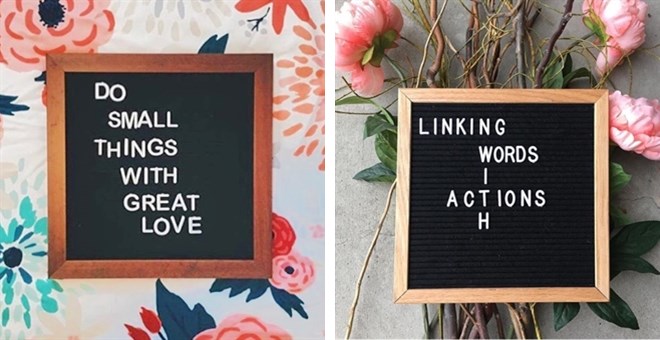 DO
SMALL
THINGS
WITH
GREAT
LOVE
LINKING
WORDS
I
ACTIONS
H